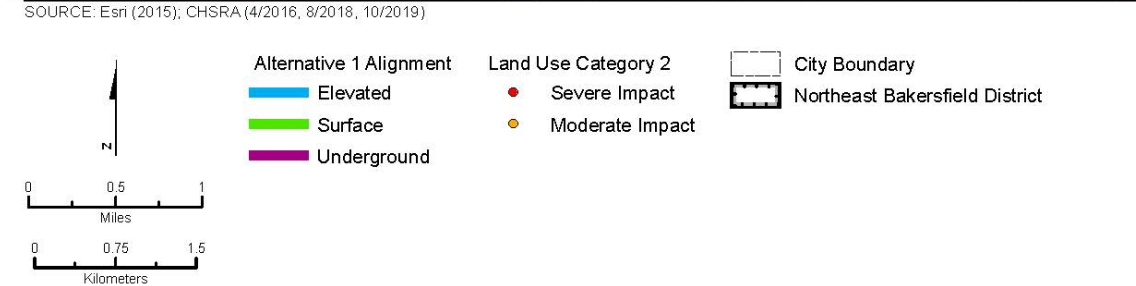 SOURCE: Esri (2015); CHSRA (4/2016, 8/2018, 10/2019)
Alternative 1 Alignment
Elevated
Surface
Underground
Land Use Category 2
Severe Impact
Moderate Impact
City Boundary
Northeast Bakersfield District
N
0 0.5 1
Miles
0 0.75 1.5
Kilometers